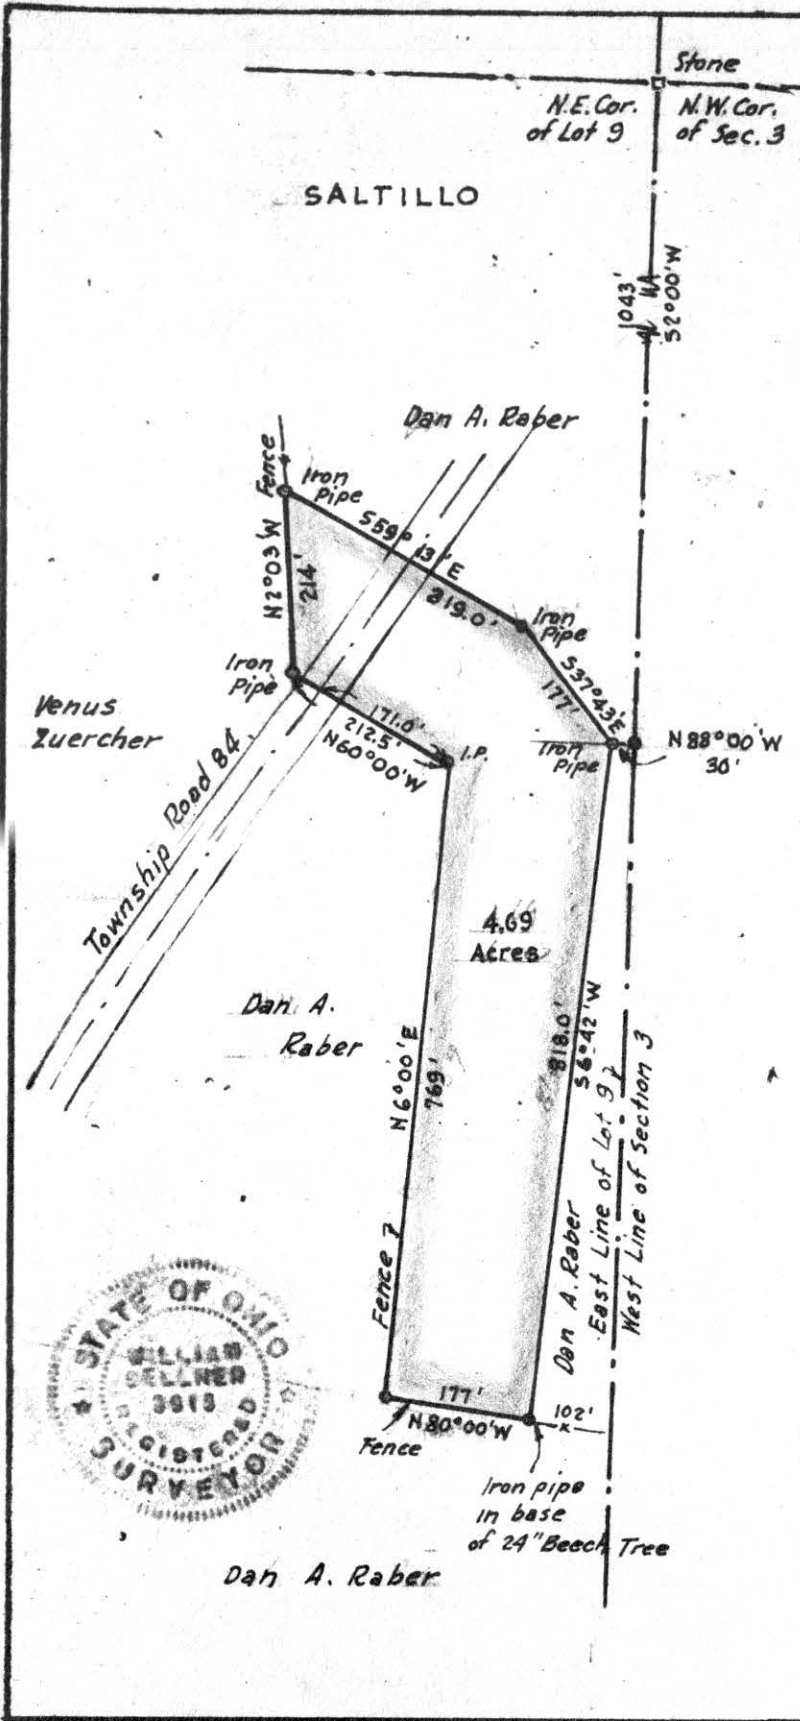 Stone
N.E. Cor.
of Lot 9
N.W. Cor.
of Sec. 3
SALTILLO
1043'
S2°00'W
Dan A. Raber
Fence
Iron
Pipe
S59°13'E
219.0'
N2°03'W
214'
Iron
Pipe
S37°43'E
177'
Iron
Pipe
Venus
Zuercher
171.0'
212.5'
N60°00'W
I.P.
Iron
Pipe
N88°00'W
30'
Township Road 84
4.69
Acres
Dan A.
Raber
N6°00'E
769'
818.0'
S6°42'W
East Line of Lot 9
West Line of Section 3
Dan A. Raber
Fence
STATE OF OHIO
WILLIAM
REGISTERED
SURVEYOR
177'
N80°00'W
102'
Fence
Iron pipe
in base
of 24" Beech Tree
Dan A. Raber